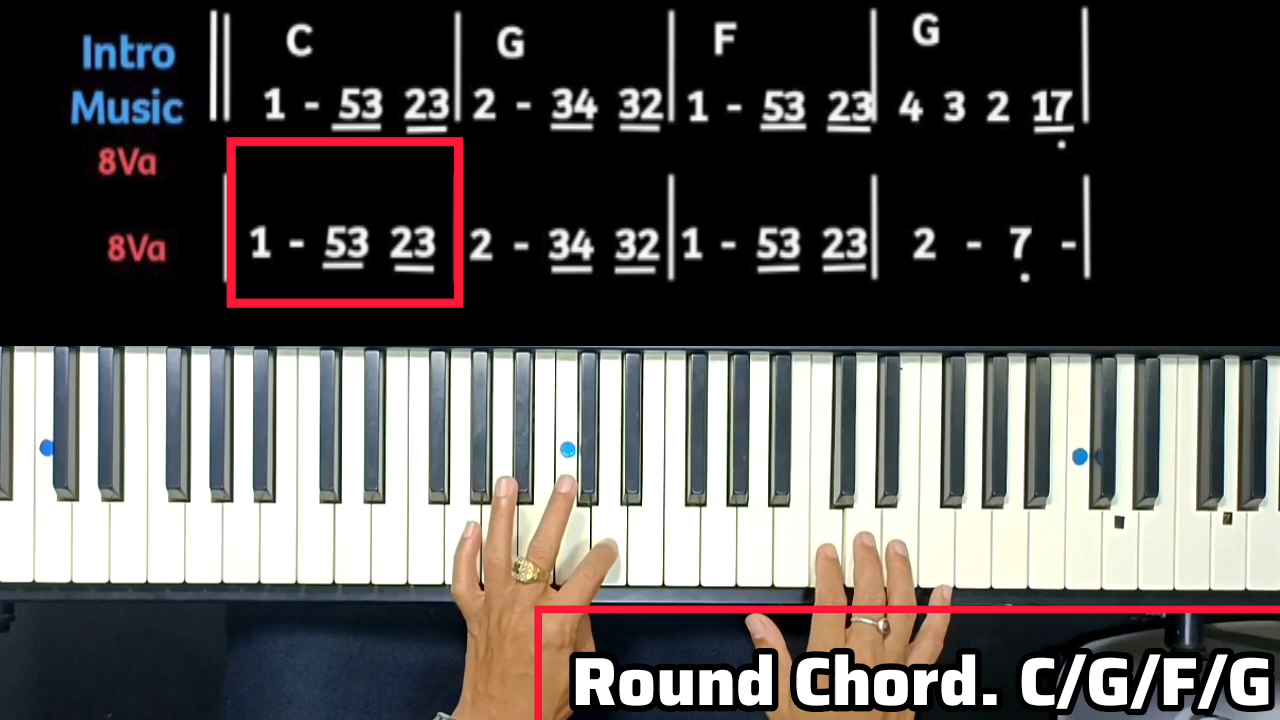 C G F G
Intro
Music 1 - 53 23 2 - 34 32 1 - 53 23 4 3 2 17
8Va
8Va 1 - 53 23 2 - 34 32 1 - 53 23 2 - 7 -
Round Chord. C/G/F/G